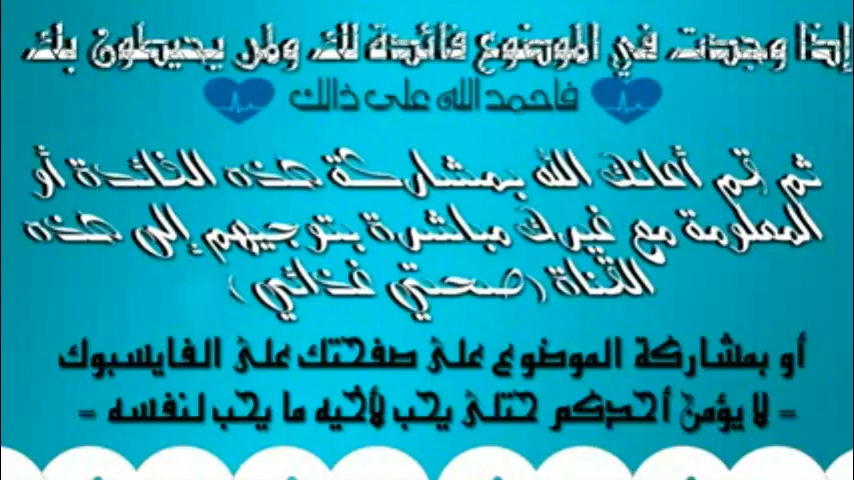 إذا وجدت في الموضوع فائدة لك ولمن يحيطون بك
فاحمد الله على ذالك
ثم قم أعانك الله بمشاركة هذه الفائدة أو
المعلومة مع غيرك مباشرة بتوجيههم إلى هذه
القناة (صحتي غذائي)
أو بمشاركة الموضوع على صفحتك على الفايسبوك
- لا يؤمن أحدكم حتى يحب لأخيه ما يحب لنفسه -